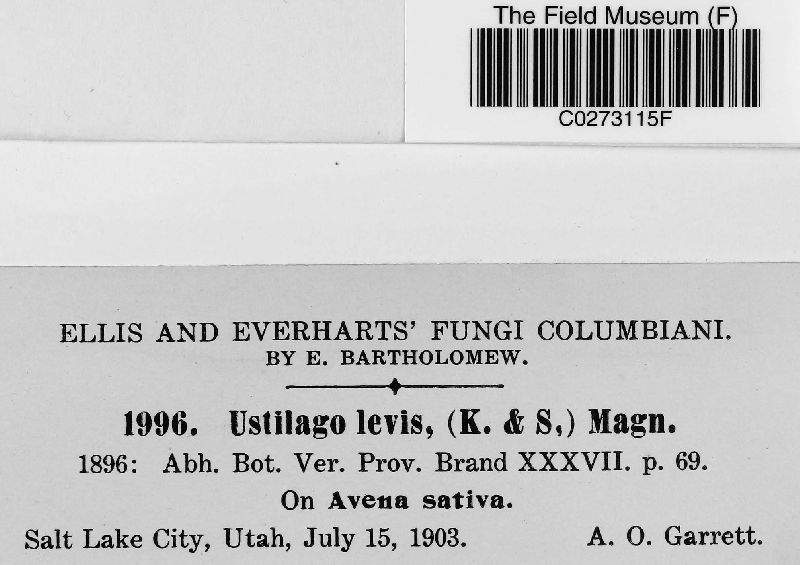 The Field Museum (F)
C0273115F
ELLIS AND EVERHARTS' FUNGI COLUMBIANI.
BY E. BARTHOLOMEW.
1996. Ustilago levis, (K. & S,) Magn.
1896: Abh. Bot. Ver. Prov. Brand XXXVII. p. 69.
On Avena sativa.
Salt Lake City, Utah, July 15, 1903. A. O. Garrett.